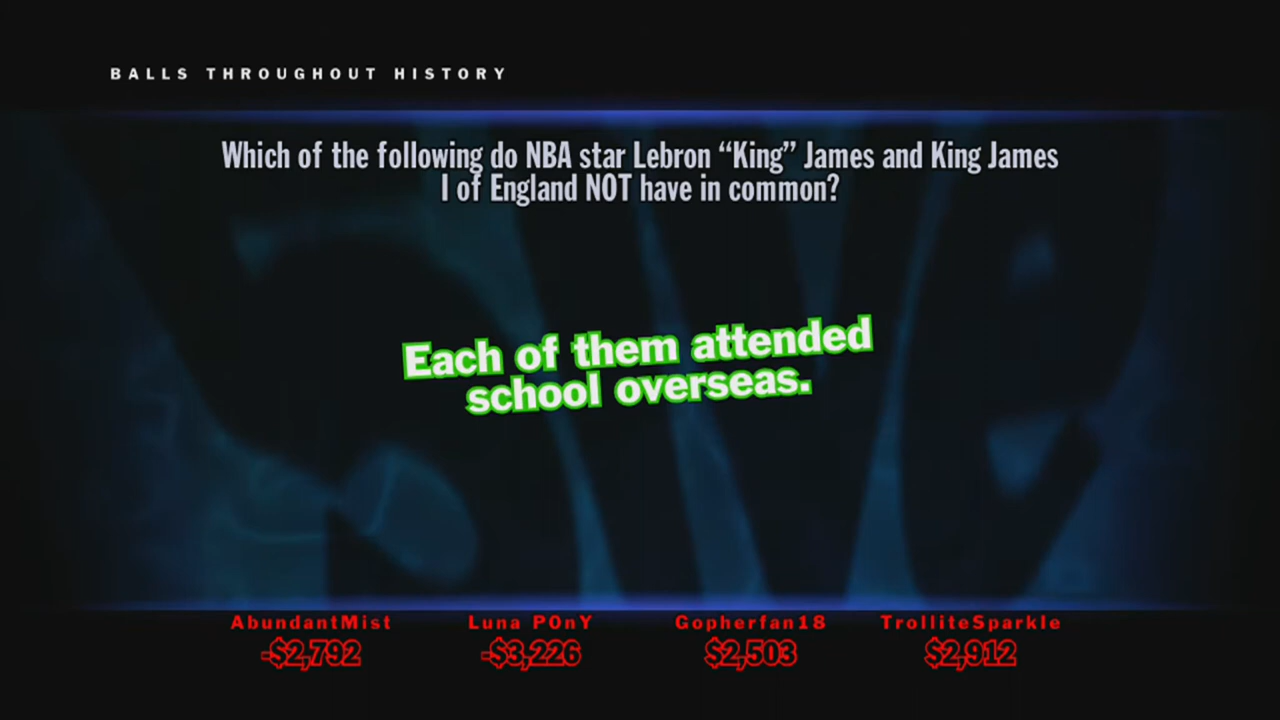 BALLS THROUGHOUT HISTORY
Which of the following do NBA star Lebron “King” James and King James
I of England NOT have in common?
Each of them attended
school overseas.
AbundantMist Luna P0nY Gopherfan18 TrolliteSparkle
-$2,792 -$3,226 $2,503 $2,912